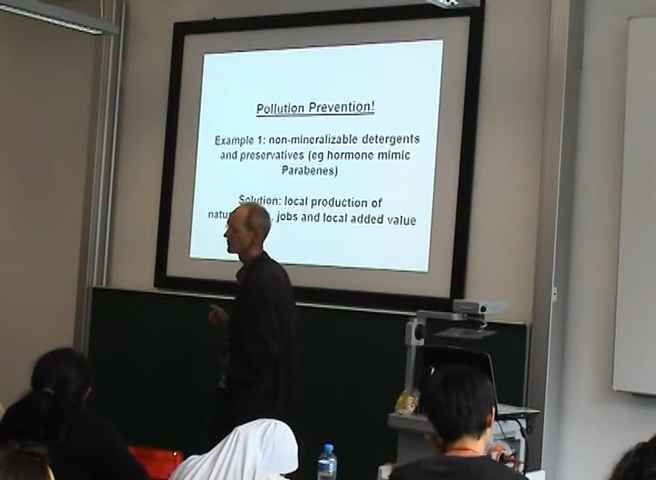 Pollution Prevention!
Example 1: non-mineralizable detergents
and preservatives (eg hormone mimic
Parabenes)
Solution: local production of
jobs and local added value